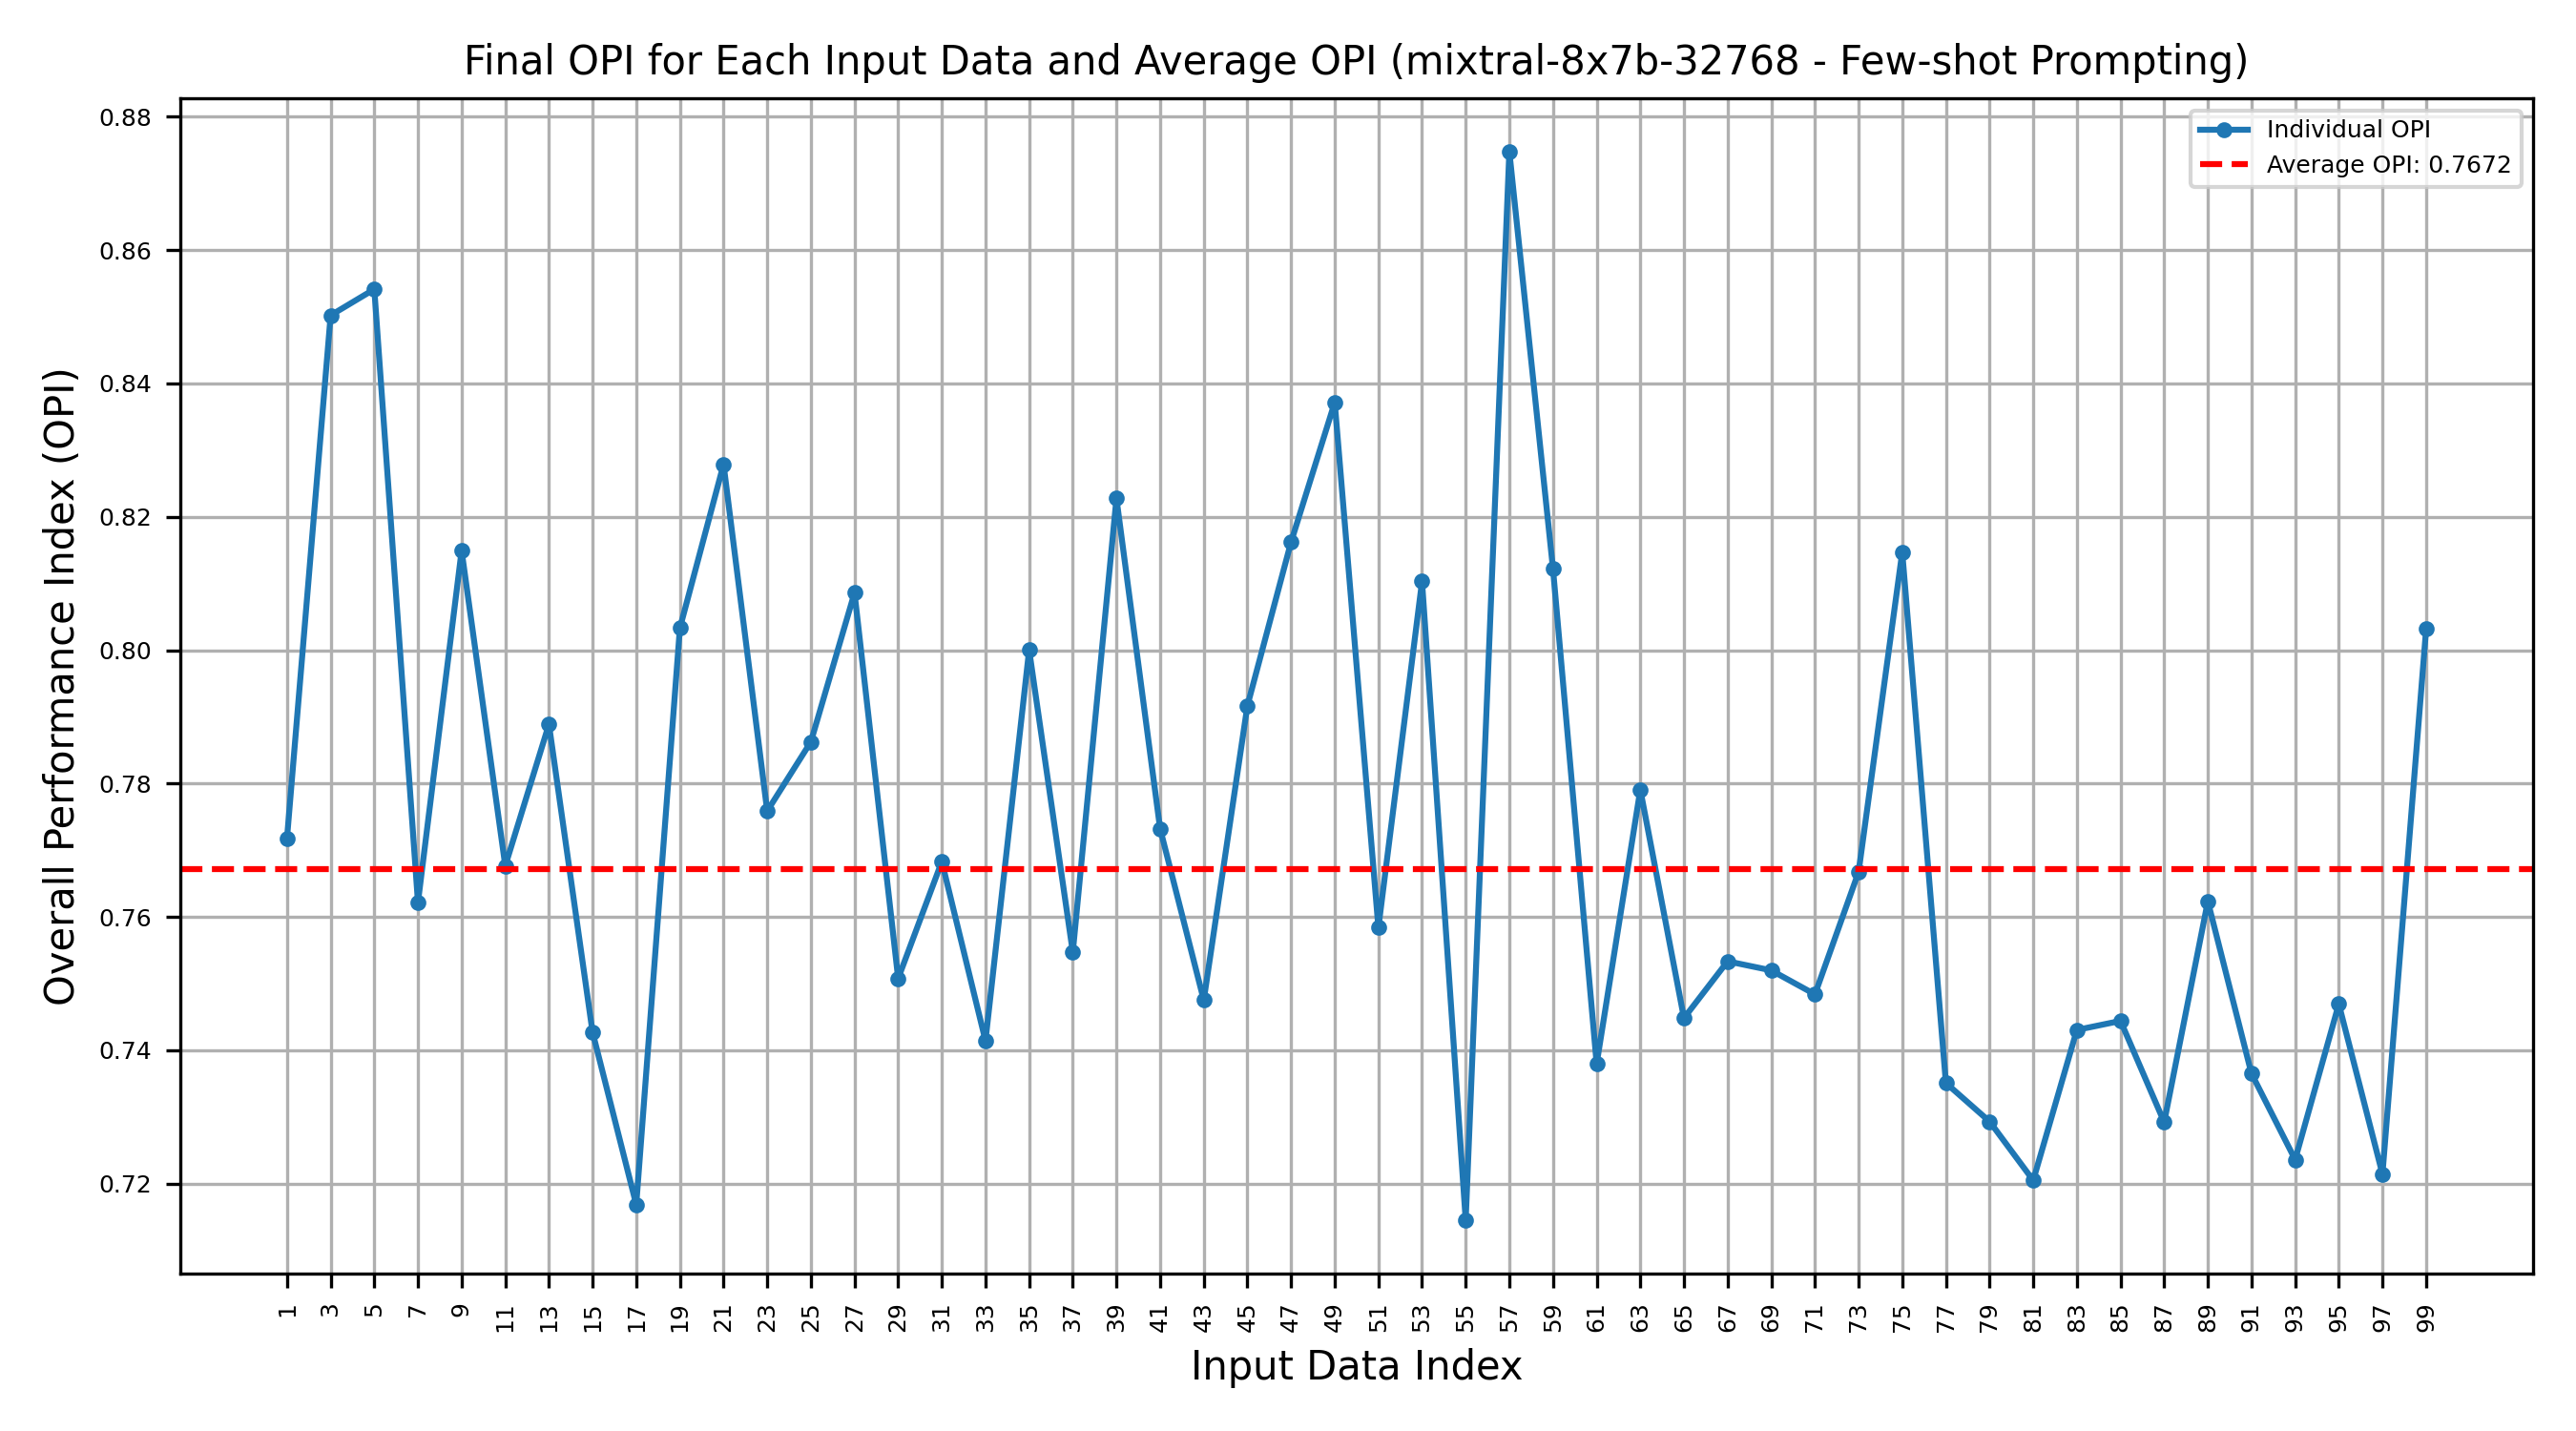 Final OPI for Each Input Data and Average OPI (mixtral-8x7b-32768 - Few-shot Prompting)
Individual OPI
Average OPI: 0.7672
Overall Performance Index (OPI)
0.88
0.86
0.84
0.82
0.80
0.78
0.76
0.74
0.72
1 3 5 7 9 11 13 15 17 19 21 23 25 27 29 31 33 35 37 39 41 43 45 47 49 51 53 55 57 59 61 63 65 67 69 71 73 75 77 79 81 83 85 87 89 91 93 95 97 99
Input Data Index